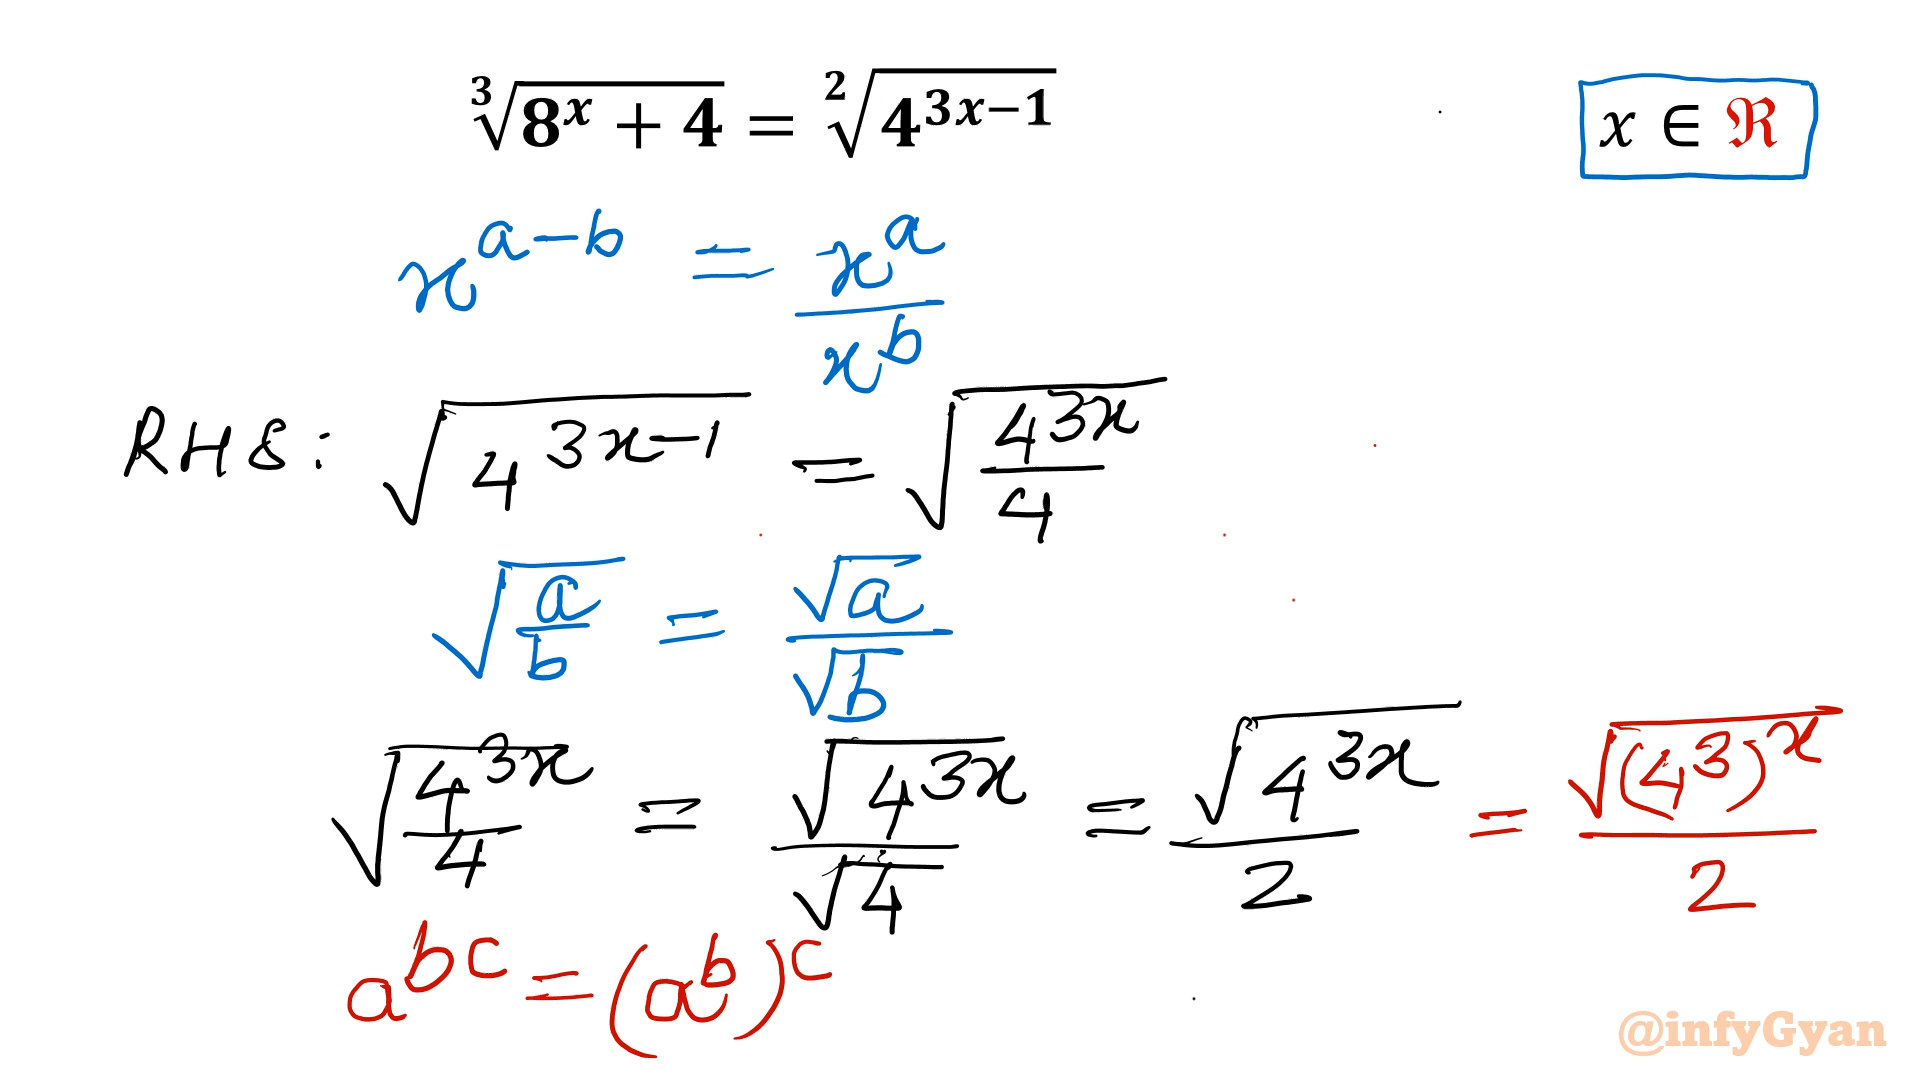 ∛(8^x + 4) = ²√(4^(3x−1))    x ∈ ℜ
x^(a−b) = x^a / x^b
RHS: √(4^(3x−1)) = √(4^(3x) / 4)
√(a/b) = √a / √b
√(4^(3x) / 4) = √(4^(3x)) / √4 = √(4^(3x)) / 2 = √((4^3)^x) / 2
a^(bc) = (a^b)^c
@infyGyan